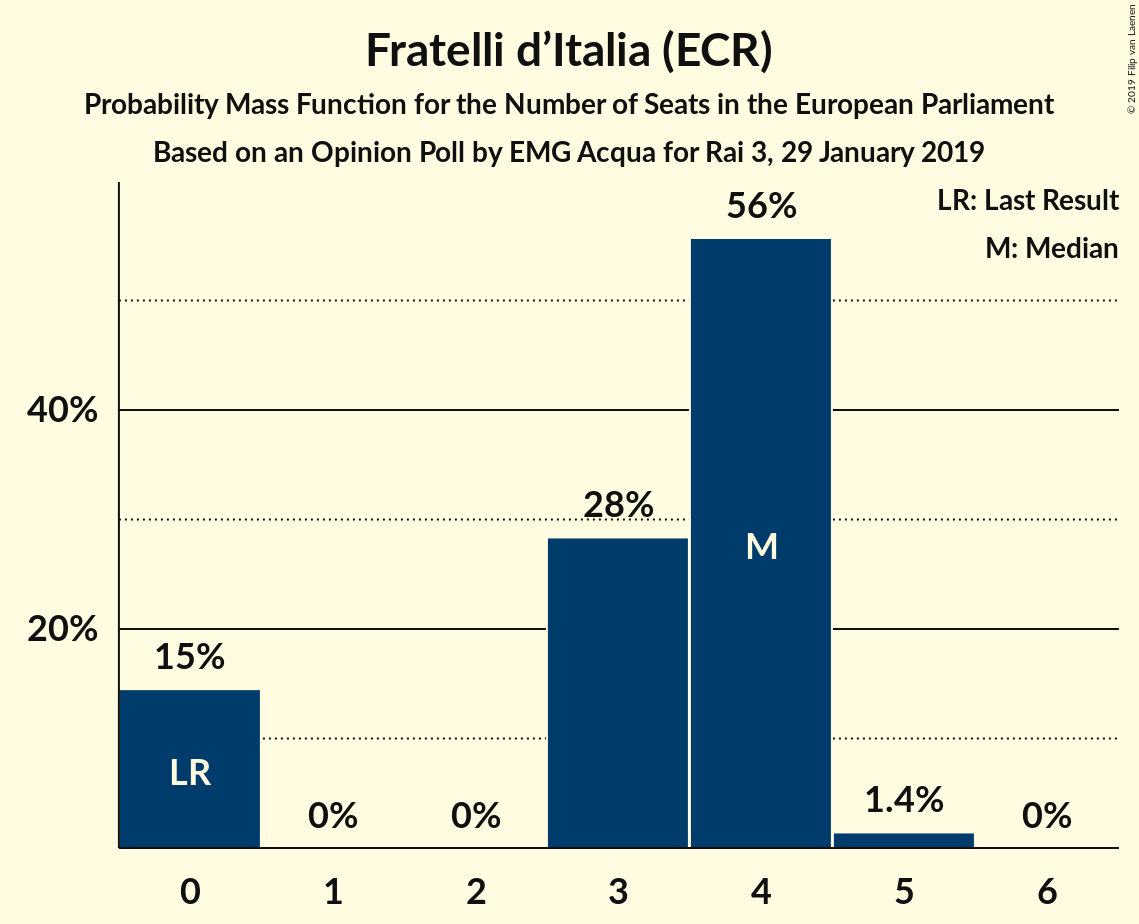 Fratelli d’Italia (ECR)
Probability Mass Function for the Number of Seats in the European Parliament
Based on an Opinion Poll by EMG Acqua for Rai 3, 29 January 2019
© 2019 Filip van Laenen
LR: Last Result
M: Median
56%
40%
28%
M
20%
15%
LR
0%
0%
1.4%
0%
0 1 2 3 4 5 6